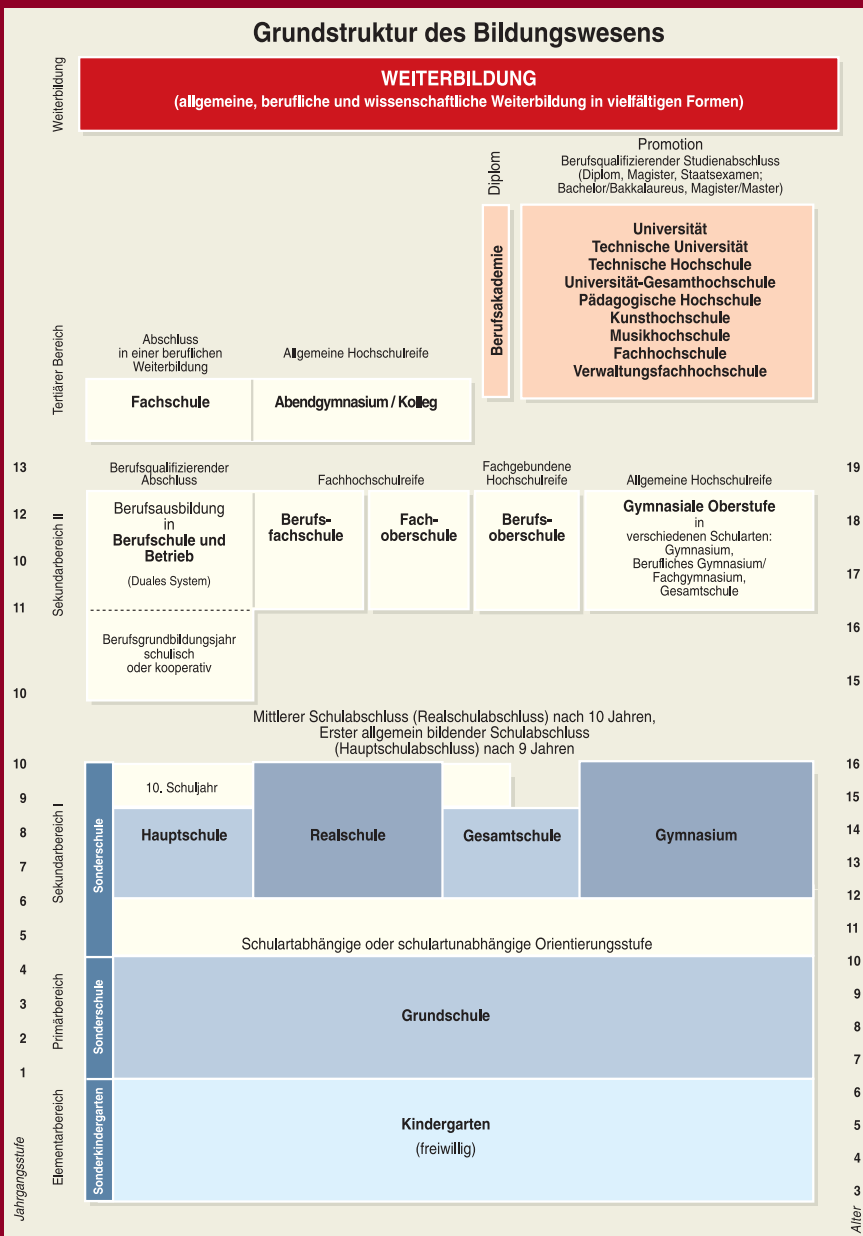 Grundstruktur des Bildungswesens
Weiterbildung
WEITERBILDUNG
(allgemeine, berufliche und wissenschaftliche Weiterbildung in vielfältigen Formen)
Tertiärer Bereich
Diplom
Promotion
Berufsqualifizierender Studienabschluss
(Diplom, Magister, Staatsexamen;
Bachelor/Bakkalaureus, Magister/Master)
Berufsakademie
Universität
Technische Universität
Technische Hochschule
Universität-Gesamthochschule
Pädagogische Hochschule
Kunsthochschule
Musikhochschule
Fachhochschule
Verwaltungsfachhochschule
Abschluss
in einer beruflichen
Weiterbildung
Allgemeine Hochschulreife
Fachschule
Abendgymnasium / Kolleg
13
12
10
11
10
Sekundarbereich II
Berufsqualifizierender
Abschluss
Fachhochschulreife
Fachgebundene
Hochschulreife
Allgemeine Hochschulreife
19
18
17
16
15
Berufsausbildung
in
Berufschule und
Betrieb
(Duales System)
Berufs-
fachschule
Fach-
oberschule
Berufs-
oberschule
Gymnasiale Oberstufe
in
verschiedenen Schularten:
Gymnasium,
Berufliches Gymnasium/
Fachgymnasium,
Gesamtschule
Berufsgrundbildungsjahr
schulisch
oder kooperativ
Mittlerer Schulabschluss (Realschulabschluss) nach 10 Jahren,
Erster allgemein bildender Schulabschluss
(Hauptschulabschluss) nach 9 Jahren
10
9
8
7
6
5
Sekundarbereich I
Sonderschule
10. Schuljahr
Hauptschule
Realschule
Gesamtschule
Gymnasium
16
15
14
13
12
11
Schulartabhängige oder schulartunabhängige Orientierungsstufe
4
3
2
1
Primärbereich
Sonderschule
Grundschule
10
9
8
7
Elementarbereich
Sonderkindergarten
Kindergarten
(freiwillig)
6
5
4
3
Jahrgangsstufe
Alter